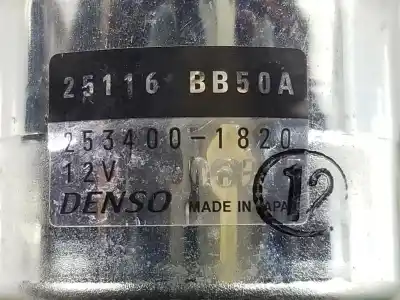 25116 BB50A
253400-1820
12V
DENSO MADE IN JAPAN
12